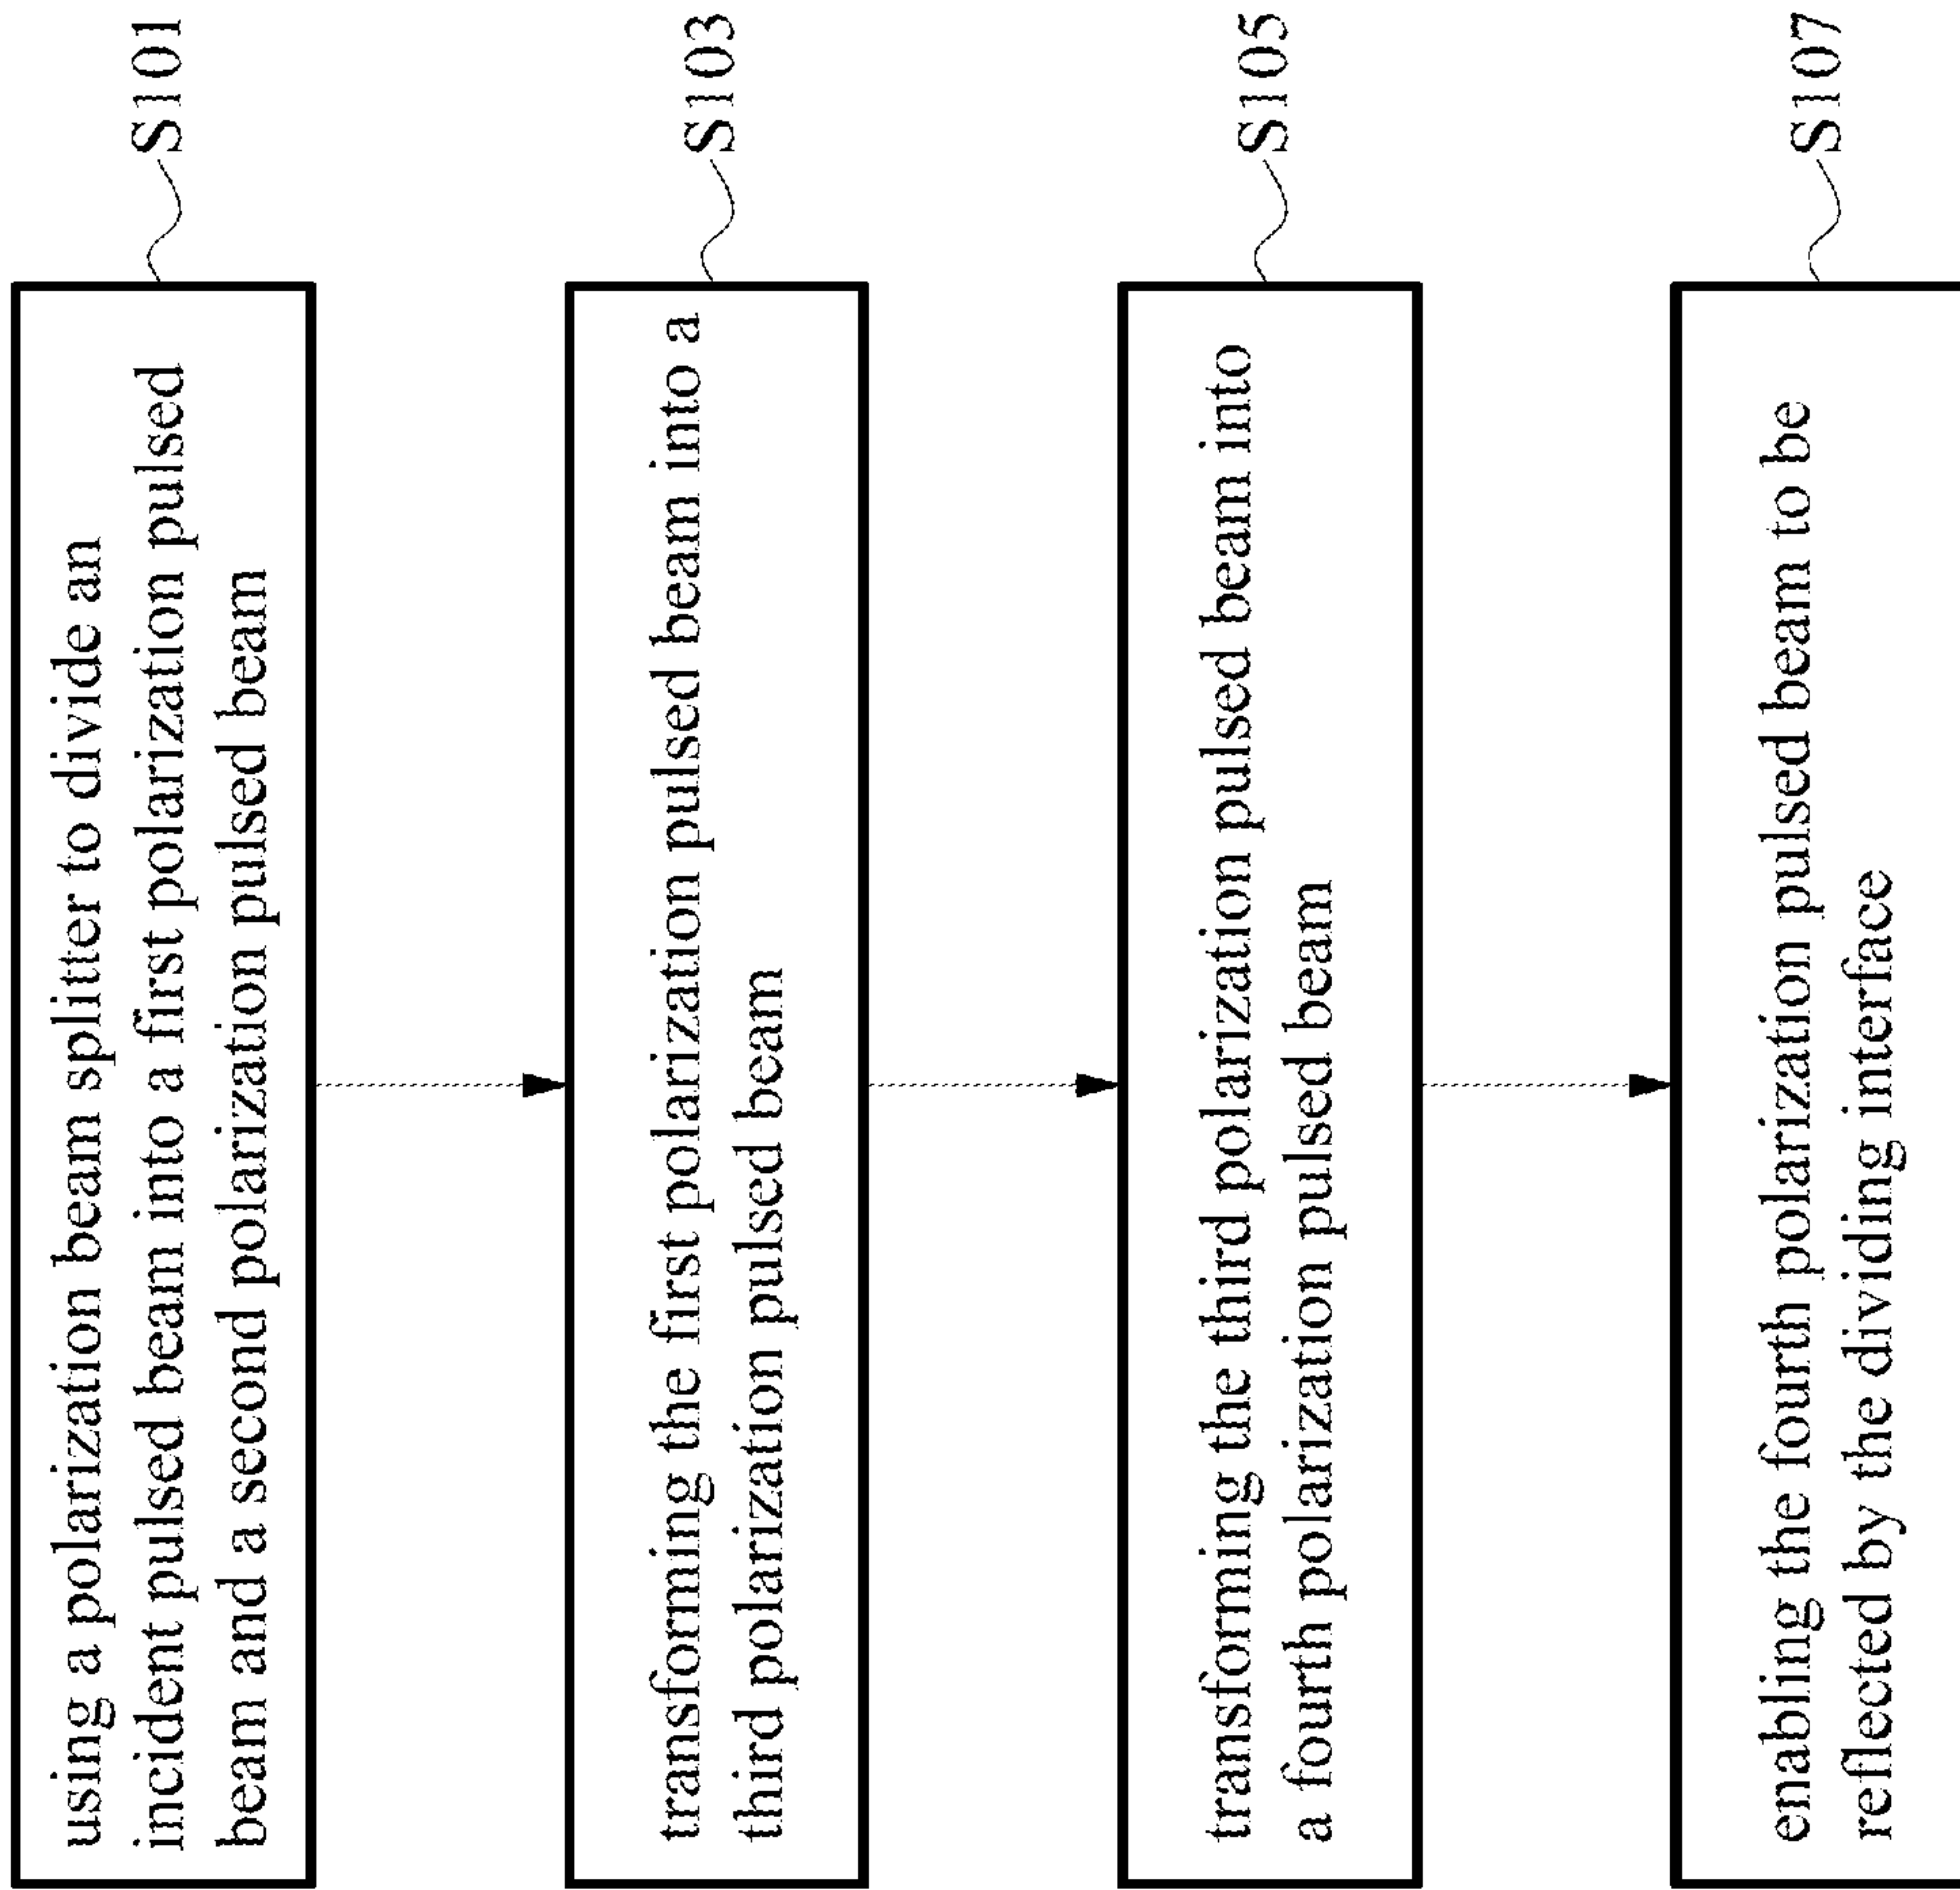 using a polarization beam splitter to divide an
incident pulsed beam into a first polarization pulsed
beam and a second polarization pulsed beam
S101
transforming the first polarization pulsed beam into a
third polarization pulsed beam
S103
transforming the third polarization pulsed beam into
a fourth polarization pulsed beam
S105
enabling the fourth polarization pulsed beam to be
reflected by the dividing interface
S107